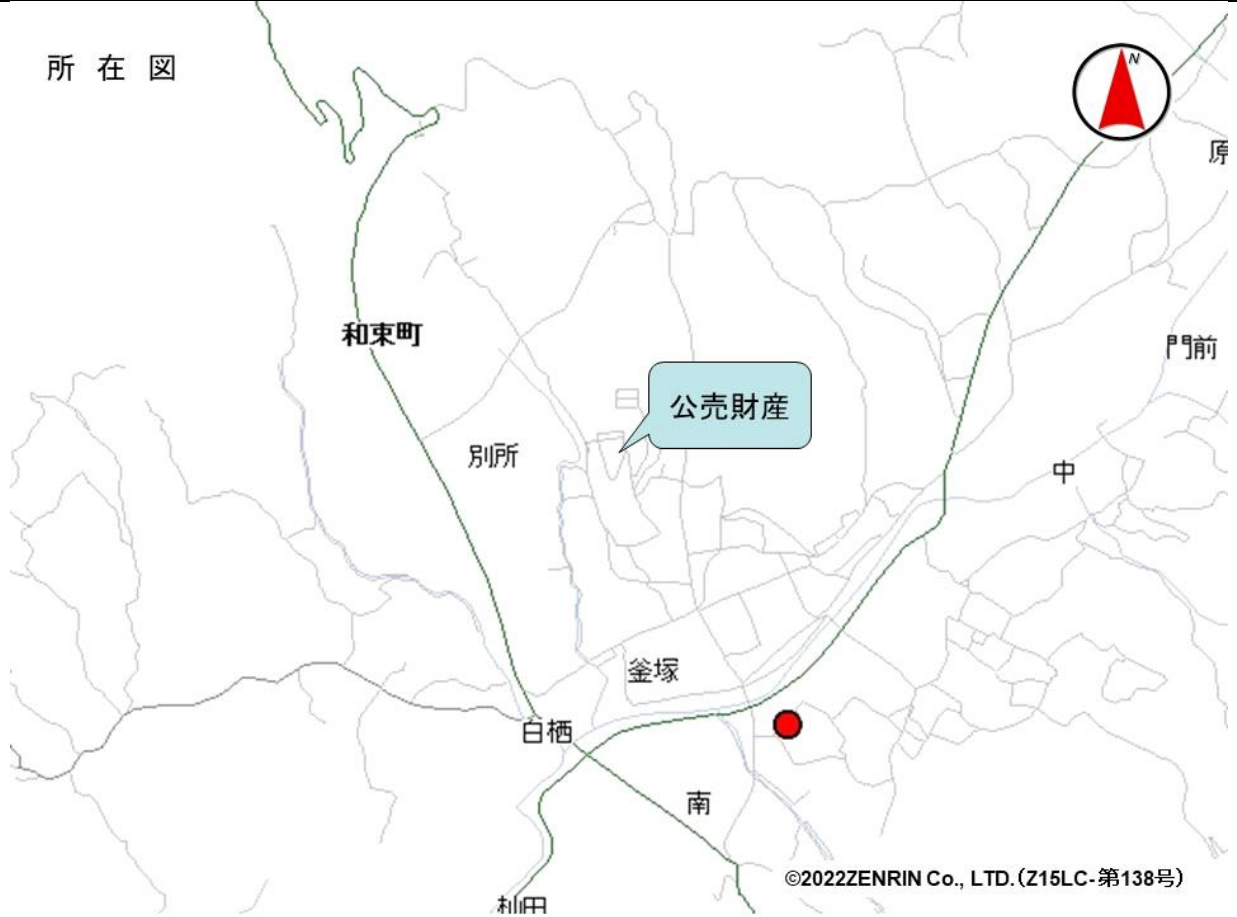 所在図
N
原
和束町
門前
公売財産
別所
中
釜塚
白栖
南
©2022ZENRIN Co., LTD.(Z15LC-第138号)